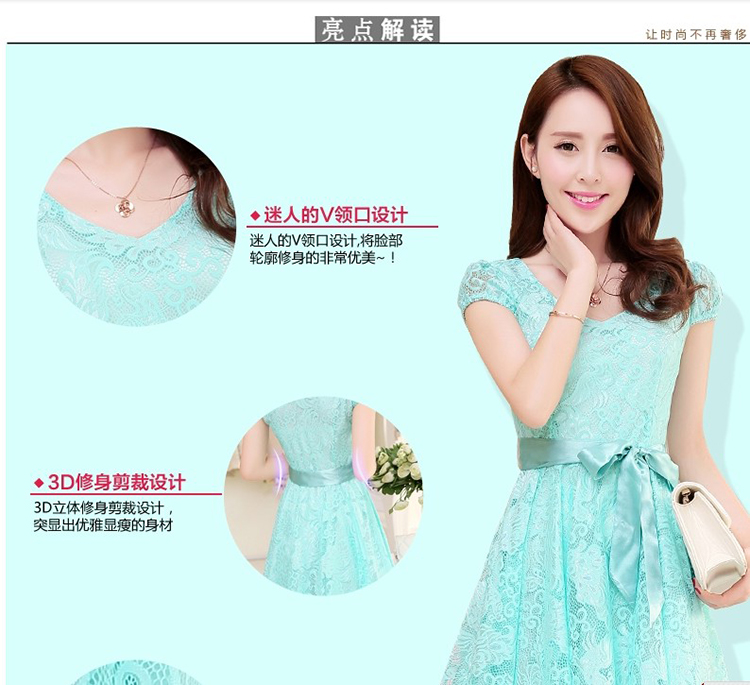 亮点解读
让时尚不再奢侈
◆迷人的V领口设计
迷人的V领口设计,将脸部
轮廓修身的非常优美~！
◆3D修身剪裁设计
3D立体修身剪裁设计，
突显出优雅显瘦的身材